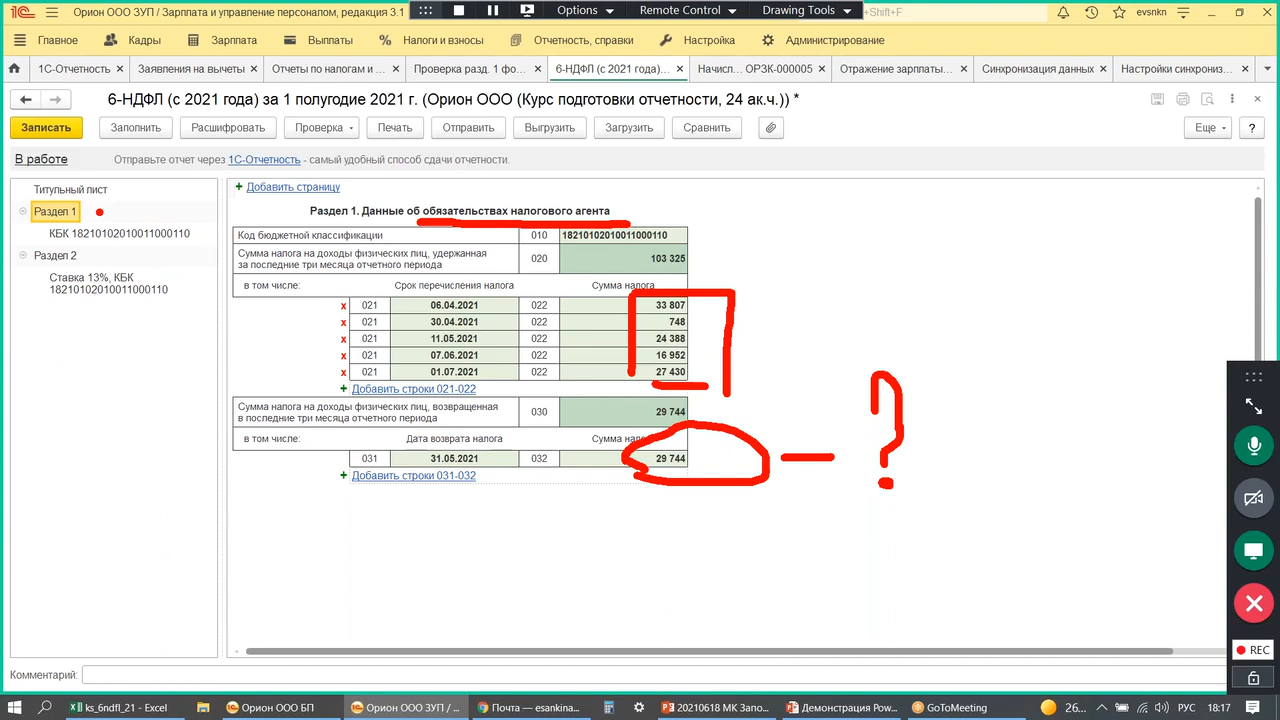 Орион ООО ЗУП / Зарплата и управление персоналом, редакция 3.1
Options
Remote Control
Drawing Tools
+Shift+F
evsnkn
Главное
Кадры
Зарплата
Выплаты
Налоги и взносы
Отчетность, справки
Настройка
Администрирование
1С-Отчетность
Заявления на вычеты
Отчеты по налогам и ...
Проверка разд. 1 фо...
6-НДФЛ (с 2021 года)...
Начисл... ОРЗК-000005
Отражение зарплаты...
Синхронизация данных
Настройки синхрониз...
6-НДФЛ (с 2021 года) за 1 полугодие 2021 г. (Орион ООО (Курс подготовки отчетности, 24 ак.ч.)) *
Записать
Заполнить
Расшифровать
Проверка
Печать
Отправить
Выгрузить
Загрузить
Сравнить
Еще
?
В работе
Отправьте отчет через 1С-Отчетность - самый удобный способ сдачи отчетности.
Титульный лист
Раздел 1
КБК 18210102010011000110
Раздел 2
Ставка 13%, КБК
18210102010011000110
+ Добавить страницу
Раздел 1. Данные об обязательствах налогового агента
Код бюджетной классификации 010 18210102010011000110
Сумма налога на доходы физических лиц, удержанная
за последние три месяца отчетного периода 020 103 325
в том числе: Срок перечисления налога Сумма налога
x 021 06.04.2021 022 33 807
x 021 30.04.2021 022 748
x 021 11.05.2021 022 24 388
x 021 07.06.2021 022 16 952
x 021 01.07.2021 022 27 430
+ Добавить строки 021-022
Сумма налога на доходы физических лиц, возвращенная
в последние три месяца отчетного периода 030 29 744
в том числе: Дата возврата налога Сумма нал
031 31.05.2021 032 29 744
+ Добавить строки 031-032
— ?
REC
Комментарий:
ks_6ndfl_21 - Excel
Орион ООО БП
Орион ООО ЗУП / ...
Почта — esankina...
20210618 МК Запо...
Демонстрация Pow...
GoToMeeting
26...
РУС
18:17